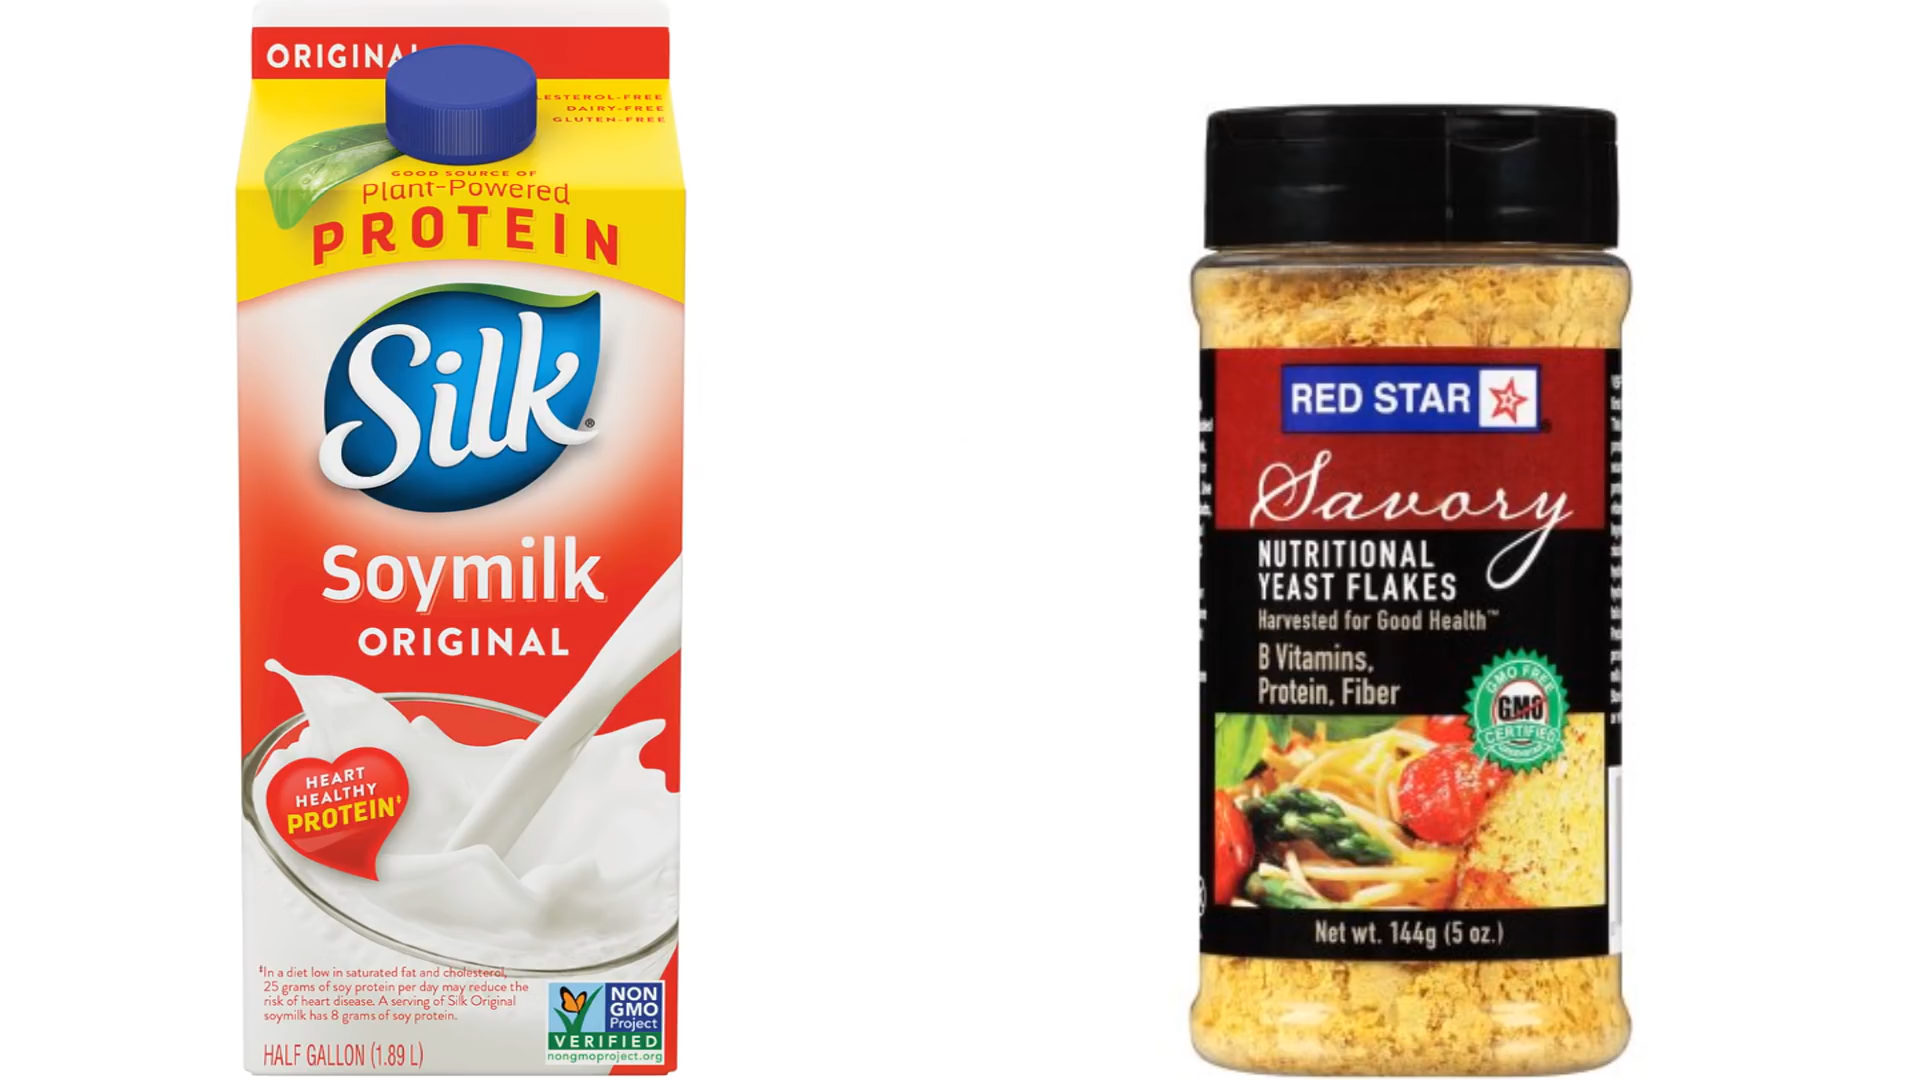 ORIGINAL
DAIRY-FREE
GLUTEN-FREE
GOOD SOURCE OF
Plant-Powered
PROTEIN
Silk®
Soymilk
ORIGINAL
HEART
HEALTHY
PROTEIN‡
‡In a diet low in saturated fat and cholesterol,
25 grams of soy protein per day may reduce the
risk of heart disease. A serving of Silk Original
soymilk has 8 grams of soy protein.
HALF GALLON (1.89 L)
NON
GMO
Project
VERIFIED
nongmoproject.org
RED STAR®
Savory
NUTRITIONAL
YEAST FLAKES
Harvested for Good Health™
B Vitamins,
Protein, Fiber
GMO FREE
GMO
CERTIFIED
Net wt. 144g (5 oz.)